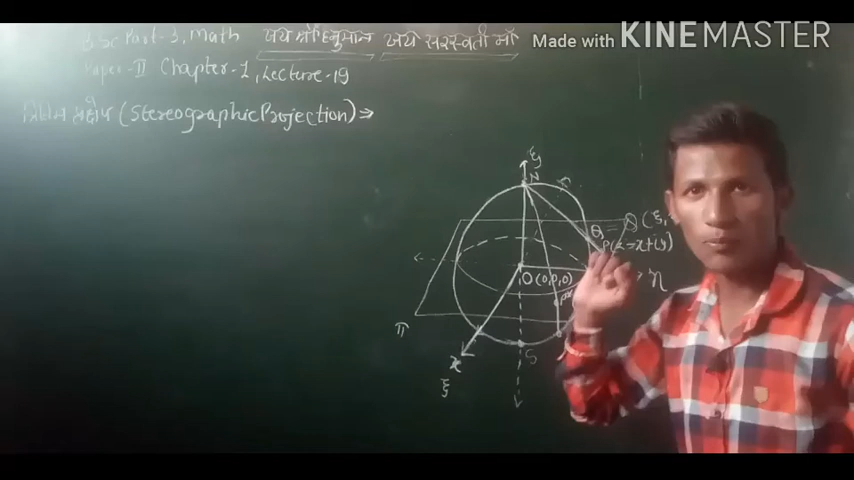 B.Sc Part-3, Math जय श्री हनुमान जय सरस्वती माँ
Made with KINEMASTER
Paper-II Chapter-1, Lecture-19
त्रिविम प्रक्षेप (Stereographic Projection) ⇒
N
Q (ξ,
P(z=x+iy)
O(0,0,0)
η
π
S
x
ξ